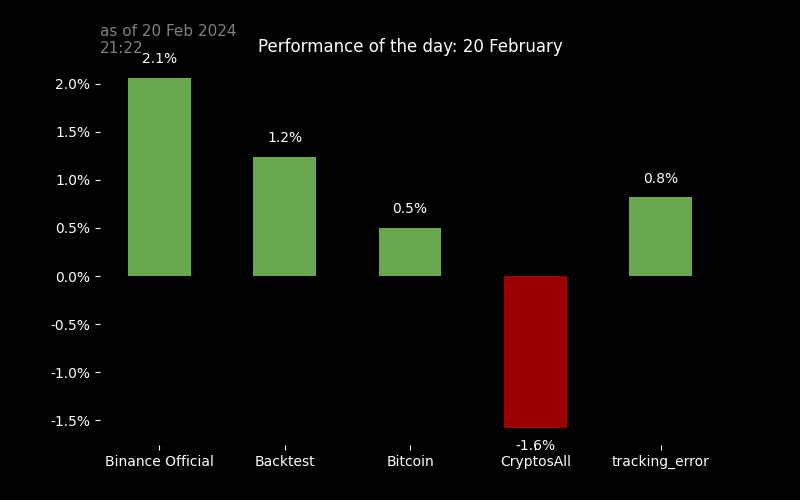 as of 20 Feb 2024
21:22
Performance of the day: 20 February
2.1%
2.0%
1.2%
1.5%
1.0%
0.8%
0.5%
0.5%
0.0%
-0.5%
-1.0%
-1.5%
-1.6%
Binance Official
Backtest
Bitcoin
CryptosAll
tracking_error